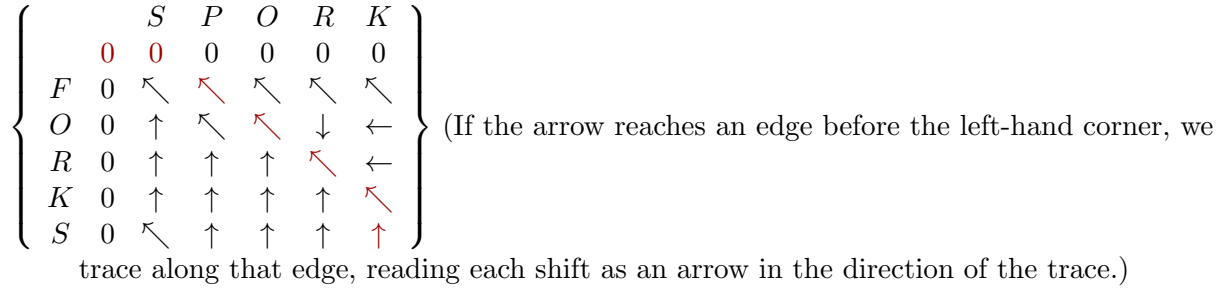 S P O R K
0 0 0 0 0 0
F 0 ↖ ↖ ↖ ↖ ↖
O 0 ↑ ↖ ↖ ↓ ← (If the arrow reaches an edge before the left-hand corner, we
R 0 ↑ ↑ ↑ ↖ ←
K 0 ↑ ↑ ↑ ↑ ↖
S 0 ↖ ↑ ↑ ↑ ↑
trace along that edge, reading each shift as an arrow in the direction of the trace.)